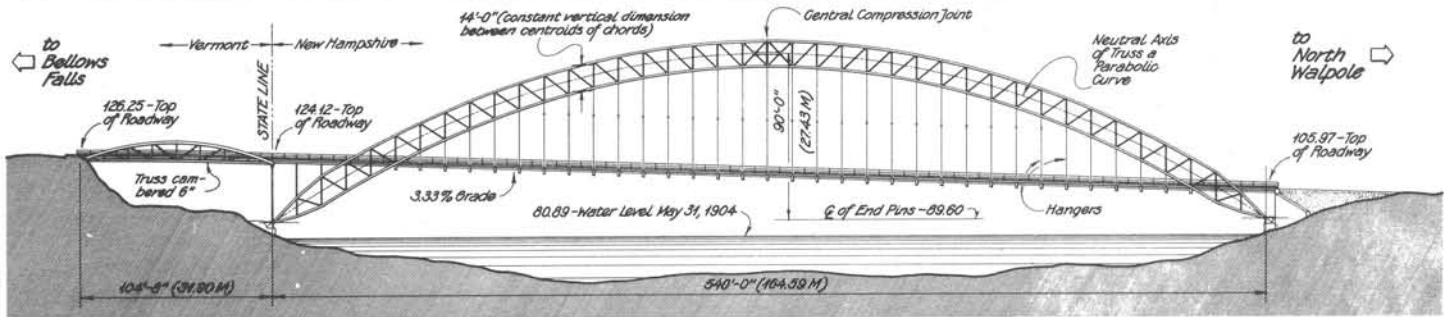 to
Bellows
Falls
Vermont
New Hampshire
STATE LINE
14'-0" (constant vertical dimension
between centroids of chords)
Central Compression Joint
Neutral Axis
of Truss a
Parabolic
Curve
to
North
Walpole
126.25-Top
of Roadway
124.12-Top
of Roadway
90'-0"
(27.43 M)
105.97-Top
of Roadway
Truss cam-
bered 6"
3.33% Grade
80.89-Water Level May 31, 1904
℄ of End Pins-89.60
Hangers
104'-8" (31.90 M)
540'-0" (164.59 M)